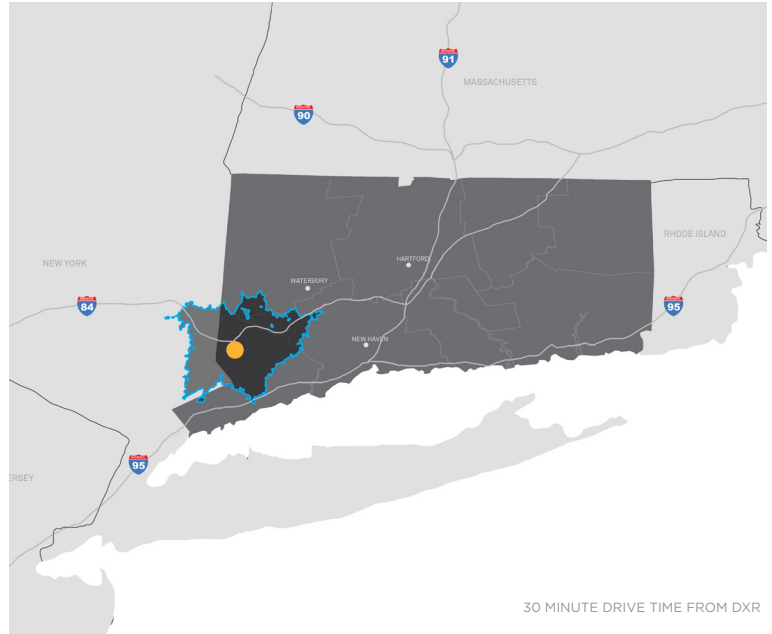 91
MASSACHUSETTS
90
RHODE ISLAND
HARTFORD
NEW YORK
WATERBURY
84
95
NEW HAVEN
95
ERSEY
30 MINUTE DRIVE TIME FROM DXR